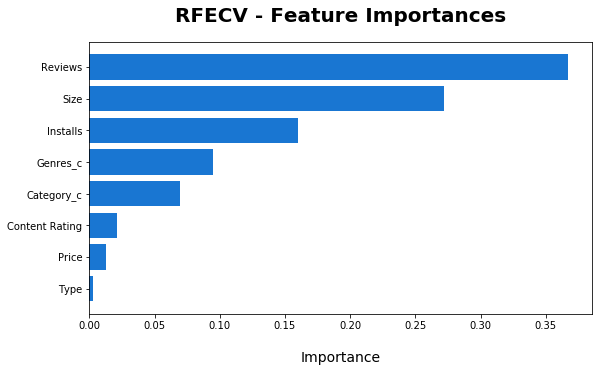 RFECV - Feature Importances
Reviews
Size
Installs
Genres_c
Category_c
Content Rating
Price
Type
0.00 0.05 0.10 0.15 0.20 0.25 0.30 0.35
Importance